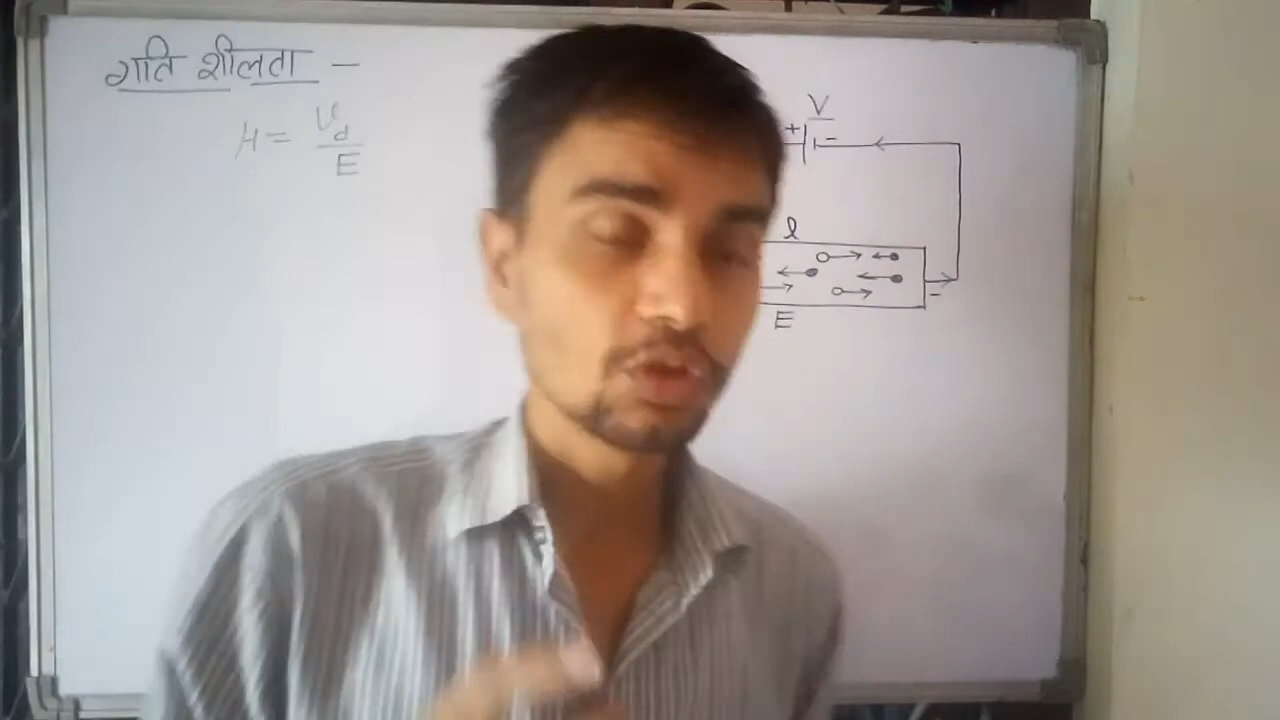 गति शीलता -
μ = Vd
E
V
+ -
l
-
E